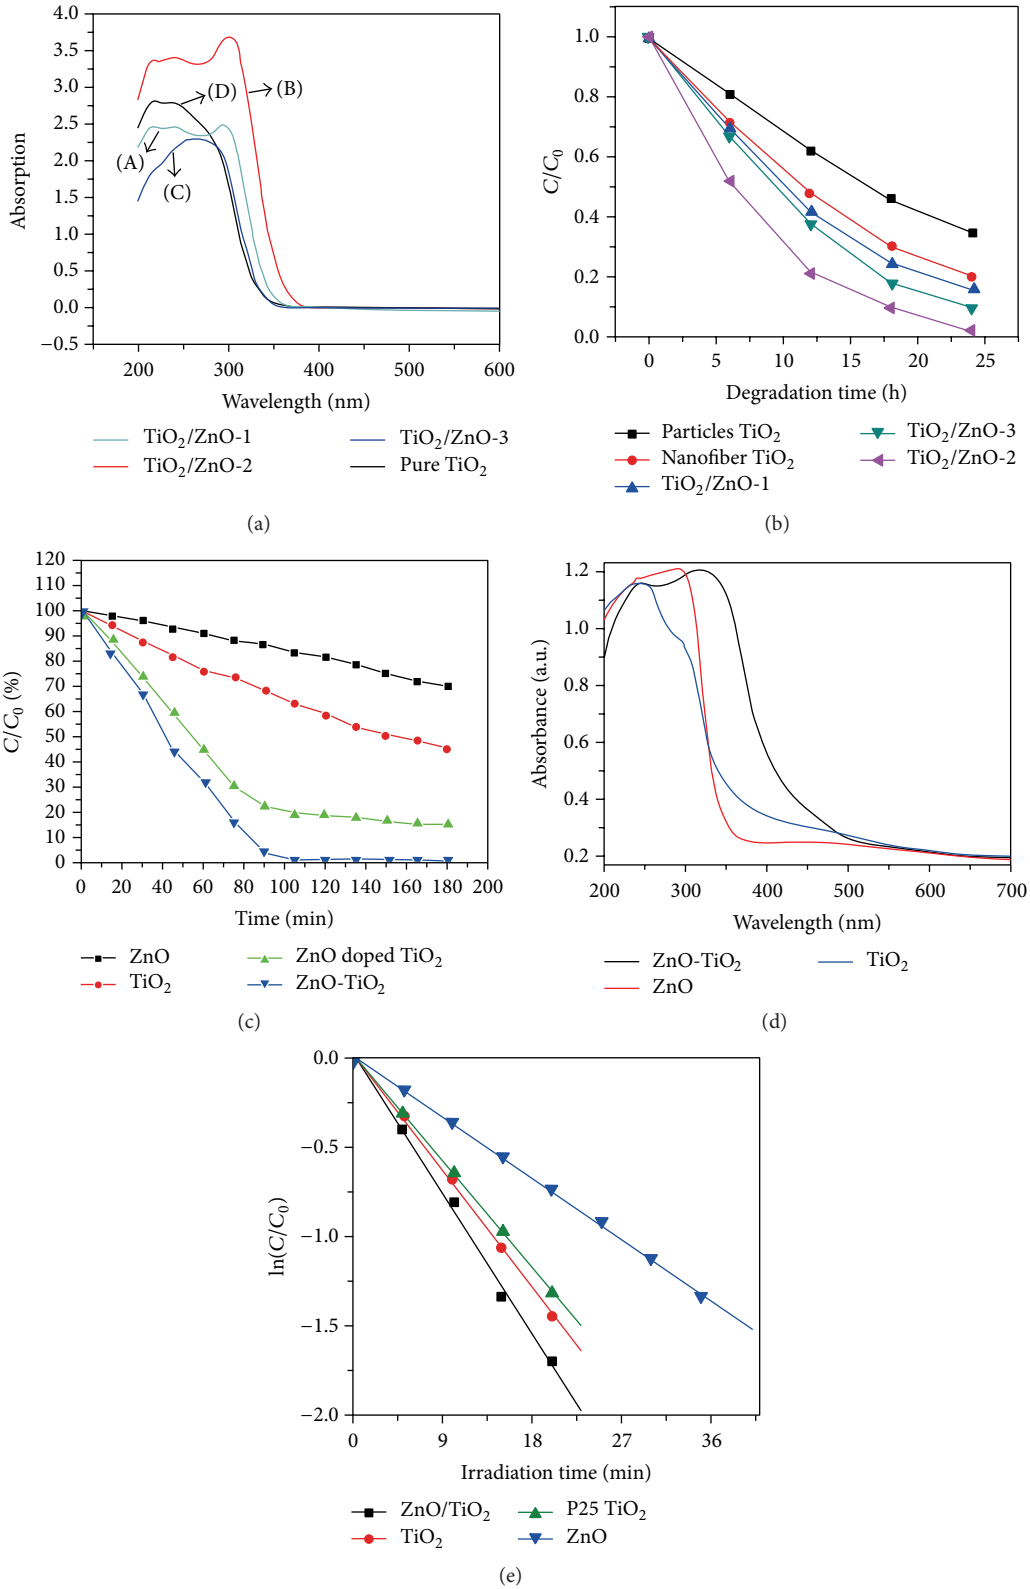 4.0
3.5
3.0
2.5
2.0
1.5
1.0
0.5
0.0
−0.5
Absorption
(A)
(B)
(C)
(D)
200 300 400 500 600
Wavelength (nm)
TiO2/ZnO-1
TiO2/ZnO-2
TiO2/ZnO-3
Pure TiO2
(a)
1.0
0.8
0.6
0.4
0.2
0.0
C/C0
0 5 10 15 20 25
Degradation time (h)
Particles TiO2
Nanofiber TiO2
TiO2/ZnO-1
TiO2/ZnO-3
TiO2/ZnO-2
(b)
120
110
100
90
80
70
60
50
40
30
20
10
0
C/C0 (%)
0 20 40 60 80 100 120 140 160 180 200
Time (min)
ZnO
TiO2
ZnO doped TiO2
ZnO-TiO2
(c)
1.2
1.0
0.8
0.6
0.4
0.2
Absorbance (a.u.)
200 300 400 500 600 700
Wavelength (nm)
ZnO-TiO2
ZnO
TiO2
(d)
0.0
−0.5
−1.0
−1.5
−2.0
ln(C/C0)
0 9 18 27 36
Irradiation time (min)
ZnO/TiO2
TiO2
P25 TiO2
ZnO
(e)